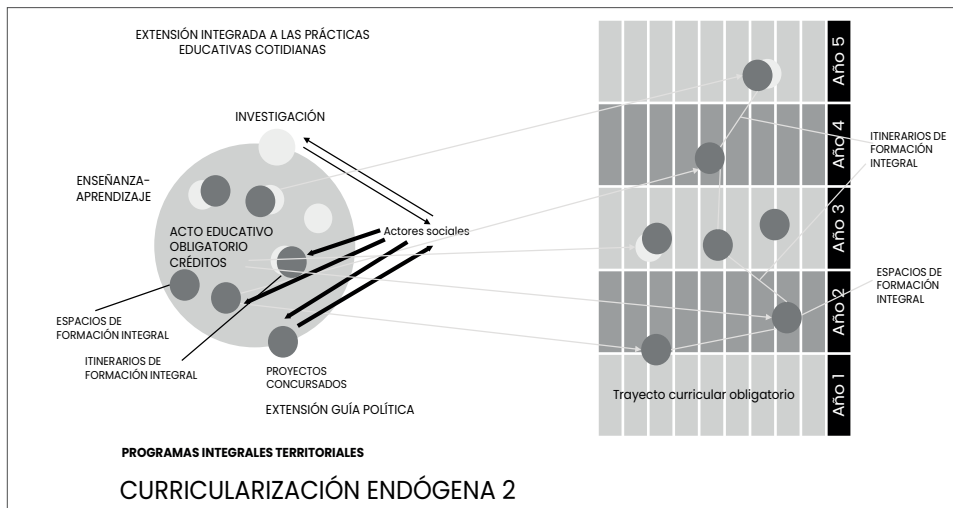 EXTENSIÓN INTEGRADA A LAS PRÁCTICAS
EDUCATIVAS COTIDIANAS
INVESTIGACIÓN
ENSEÑANZA-
APRENDIZAJE
ACTO EDUCATIVO
OBLIGATORIO
CRÉDITOS
Actores sociales
ESPACIOS DE
FORMACIÓN INTEGRAL
ITINERARIOS DE
FORMACIÓN INTEGRAL
PROYECTOS
CONCURSADOS
EXTENSIÓN GUÍA POLÍTICA
Año 5
Año 4
Año 3
Año 2
Año 1
ITINERARIOS DE
FORMACIÓN
INTEGRAL
ESPACIOS DE
FORMACIÓN
INTEGRAL
Trayecto curricular obligatorio
PROGRAMAS INTEGRALES TERRITORIALES
CURRICULARIZACIÓN ENDÓGENA 2